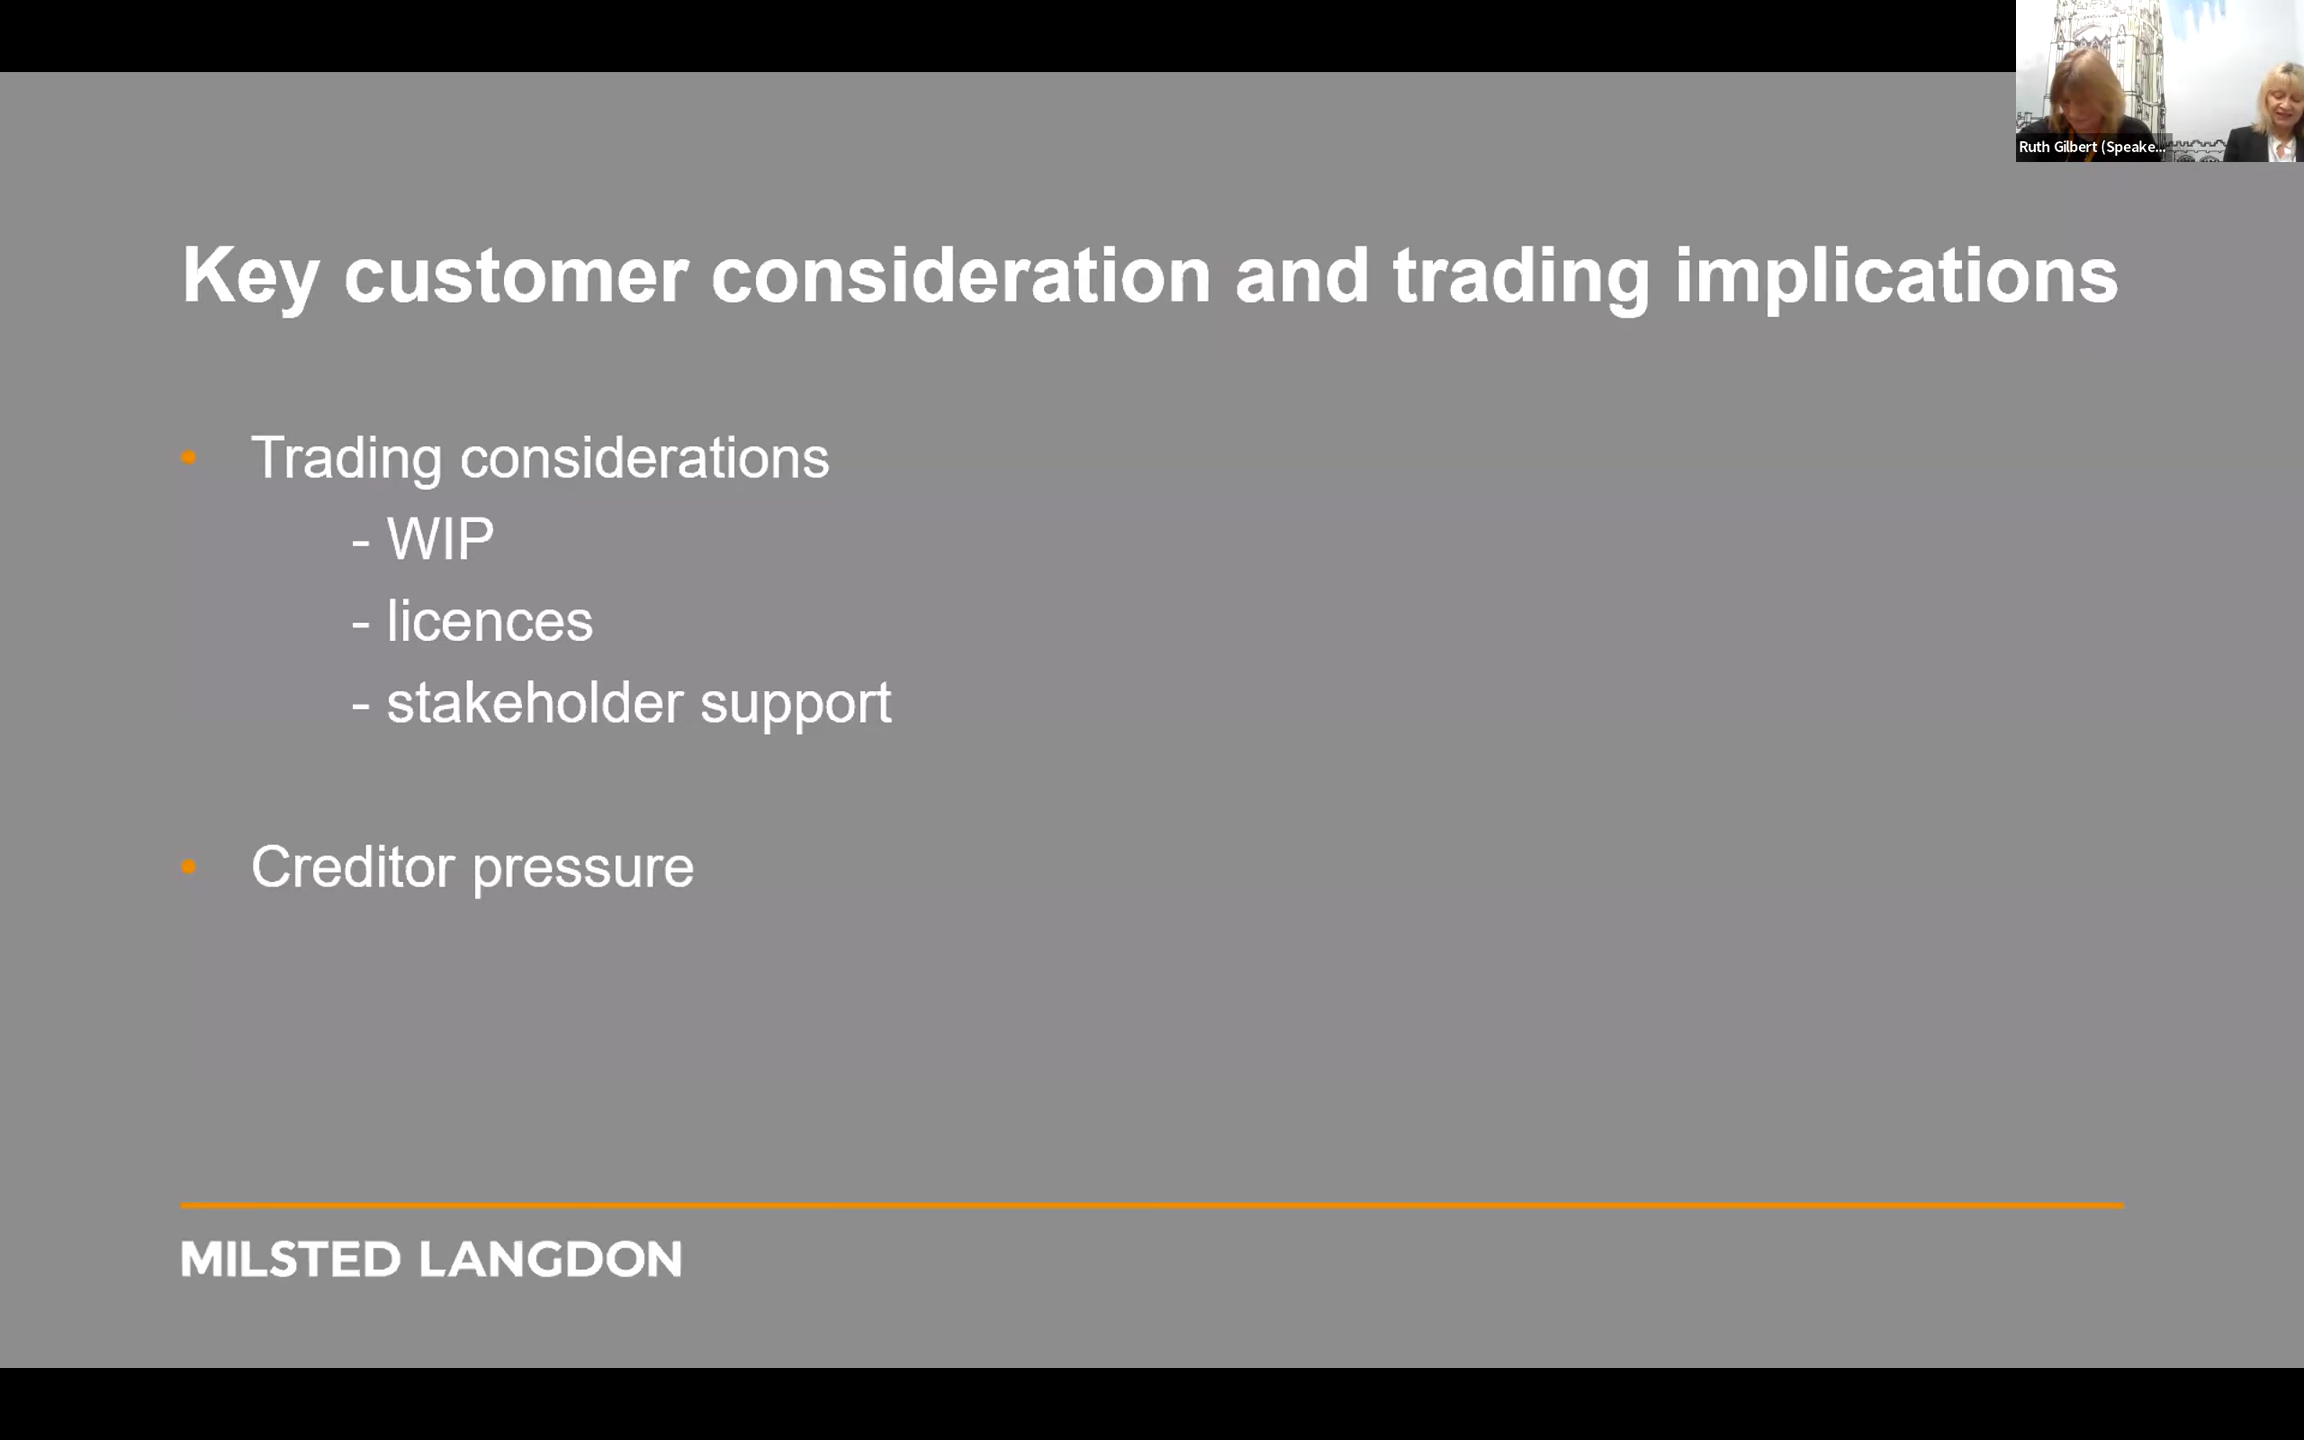 Ruth Gilbert (Speake...
Key customer consideration and trading implications
• Trading considerations
- WIP
- licences
- stakeholder support
• Creditor pressure
MILSTED LANGDON